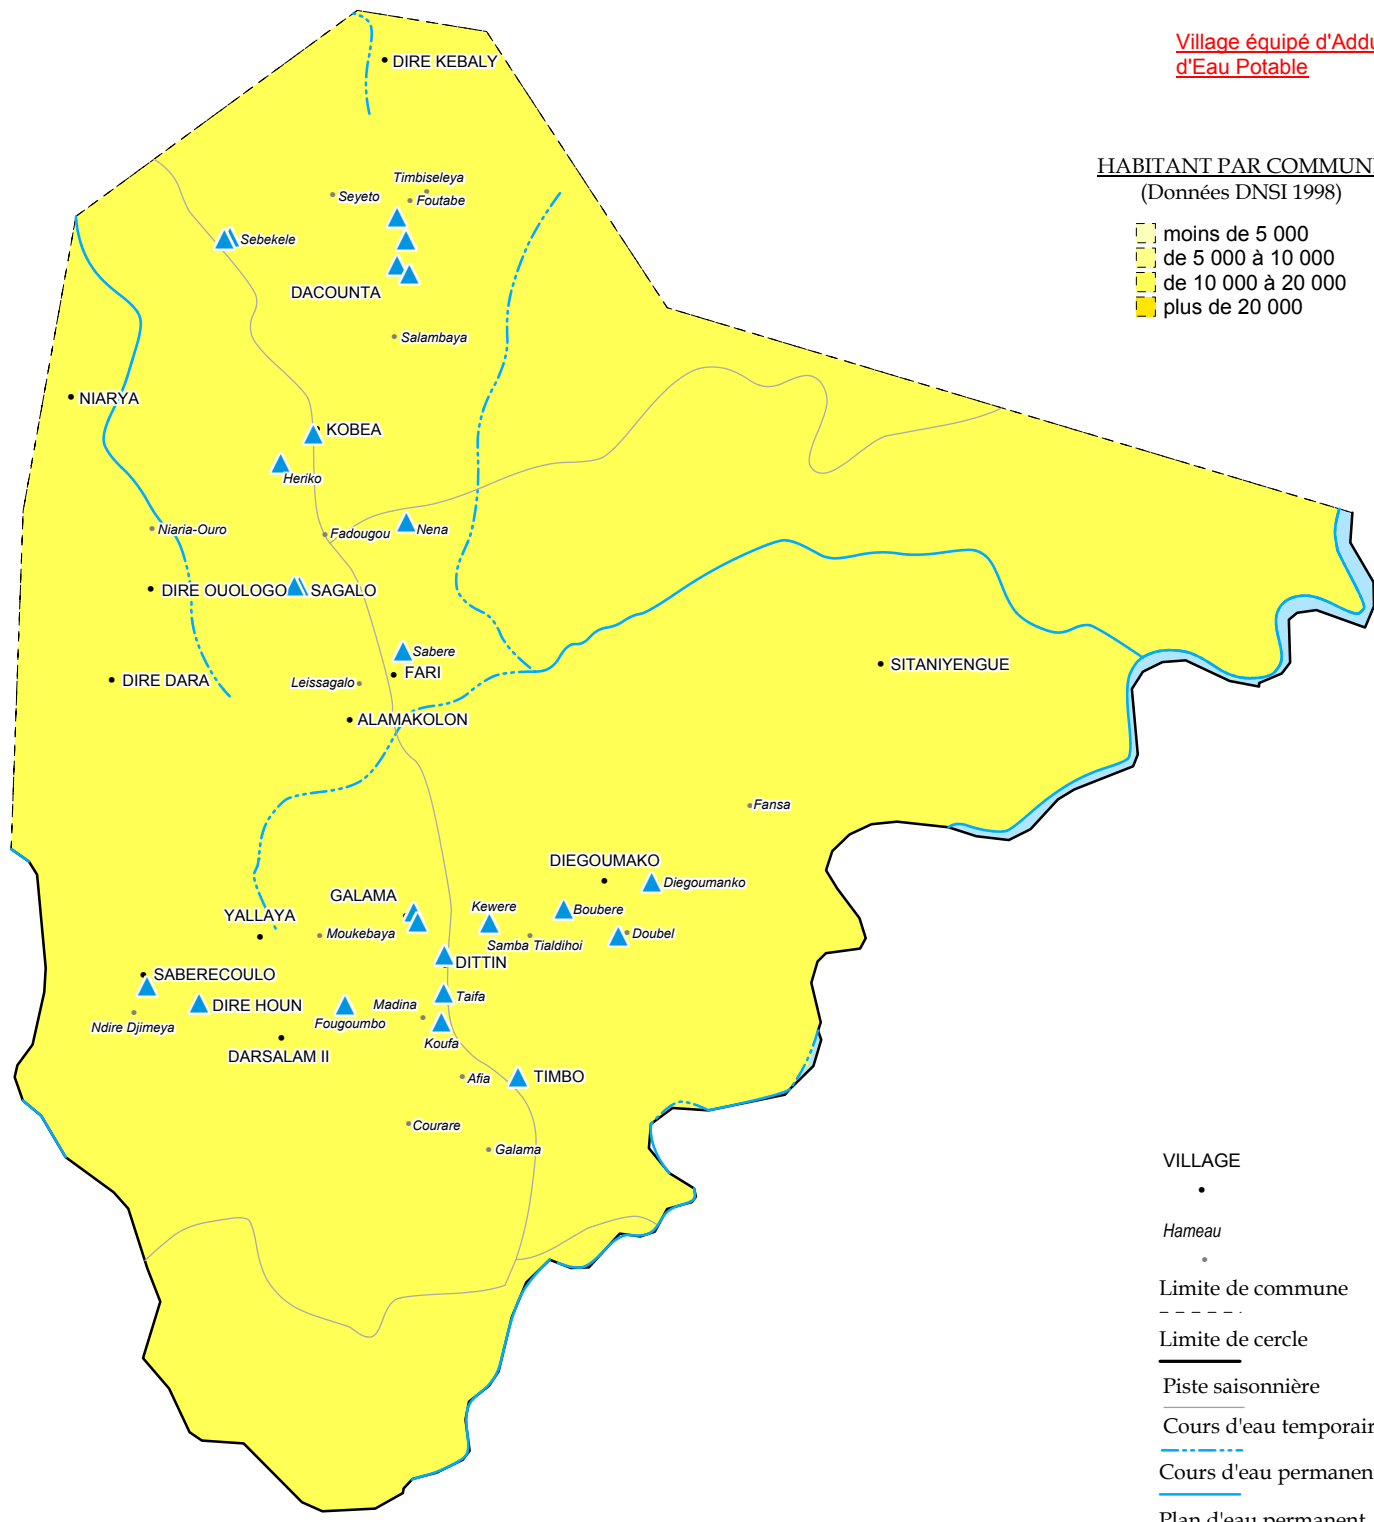 Village équipé d'Addu
d'Eau Potable
DIRE KEBALY
HABITANT PAR COMMUN
(Données DNSI 1998)
moins de 5 000
de 5 000 à 10 000
de 10 000 à 20 000
plus de 20 000
Timbiseleya
Seyeto
Foutabe
Sebekele
DACOUNTA
Salambaya
NIARYA
KOBEA
Heriko
Niaria-Ouro
Fadougou
Nena
DIRE OUOLOGO
SAGALO
Sabere
FARI
SITANIYENGUE
DIRE DARA
Leissagalo
ALAMAKOLON
Fansa
DIEGOUMAKO
Diegoumanko
GALAMA
Kewere
Boubere
YALLAYA
Moukebaya
Samba Tialdihoi
Doubel
DITTIN
SABERECOULO
Taifa
DIRE HOUN
Madina
Ndire Djimeya
Fougoumbo
Koufa
DARSALAM II
Afia
TIMBO
Courare
Galama
VILLAGE
Hameau
Limite de commune
Limite de cercle
Piste saisonnière
Cours d'eau temporair
Cours d'eau permanen
Plan d'eau permanent